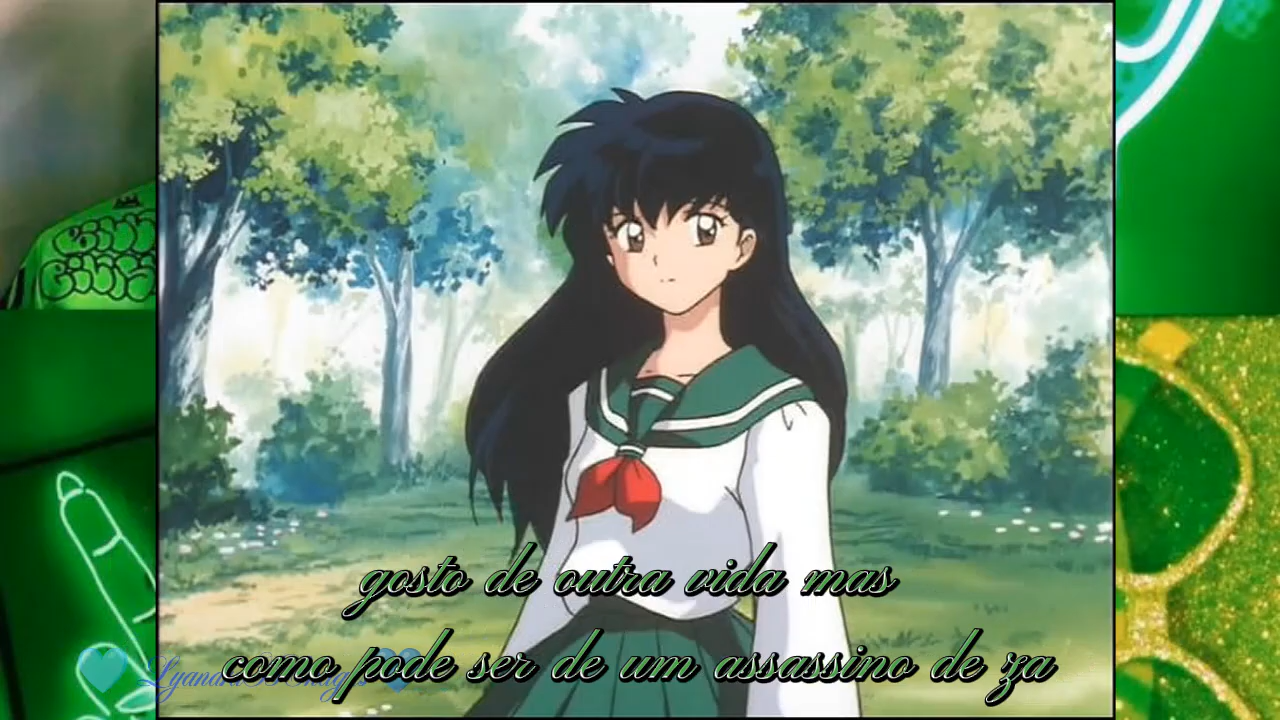 gosto de outra vida mas
como pode ser de um assassino de za